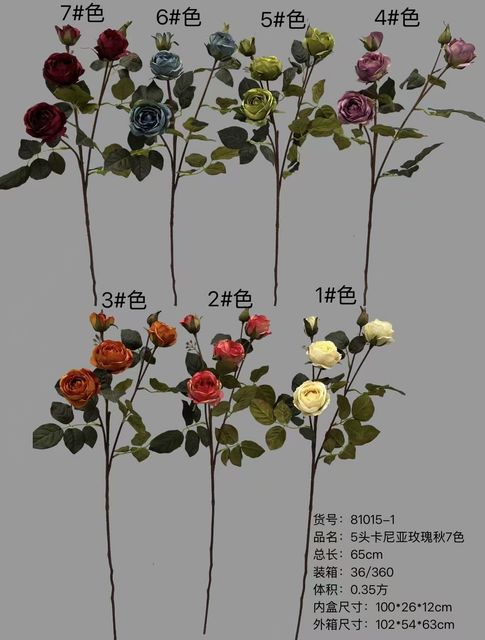 7#色
6#色
5#色
4#色
3#色
2#色
1#色
货号：81015-1
品名：5头卡尼亚玫瑰秋7色
总长：65cm
装箱：36/360
体积：0.35方
内盒尺寸：100*26*12cm
外箱尺寸：102*54*63cm